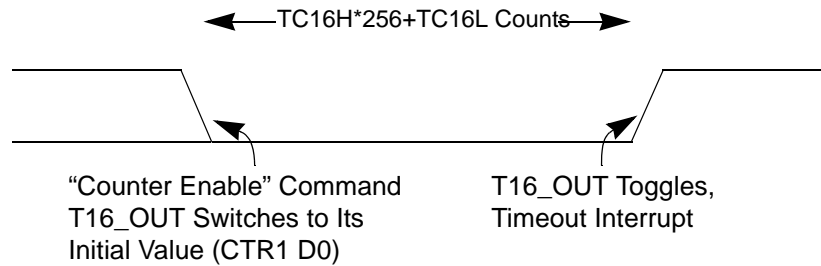 TC16H*256+TC16L Counts
“Counter Enable” Command
T16_OUT Switches to Its
Initial Value (CTR1 D0)
T16_OUT Toggles,
Timeout Interrupt